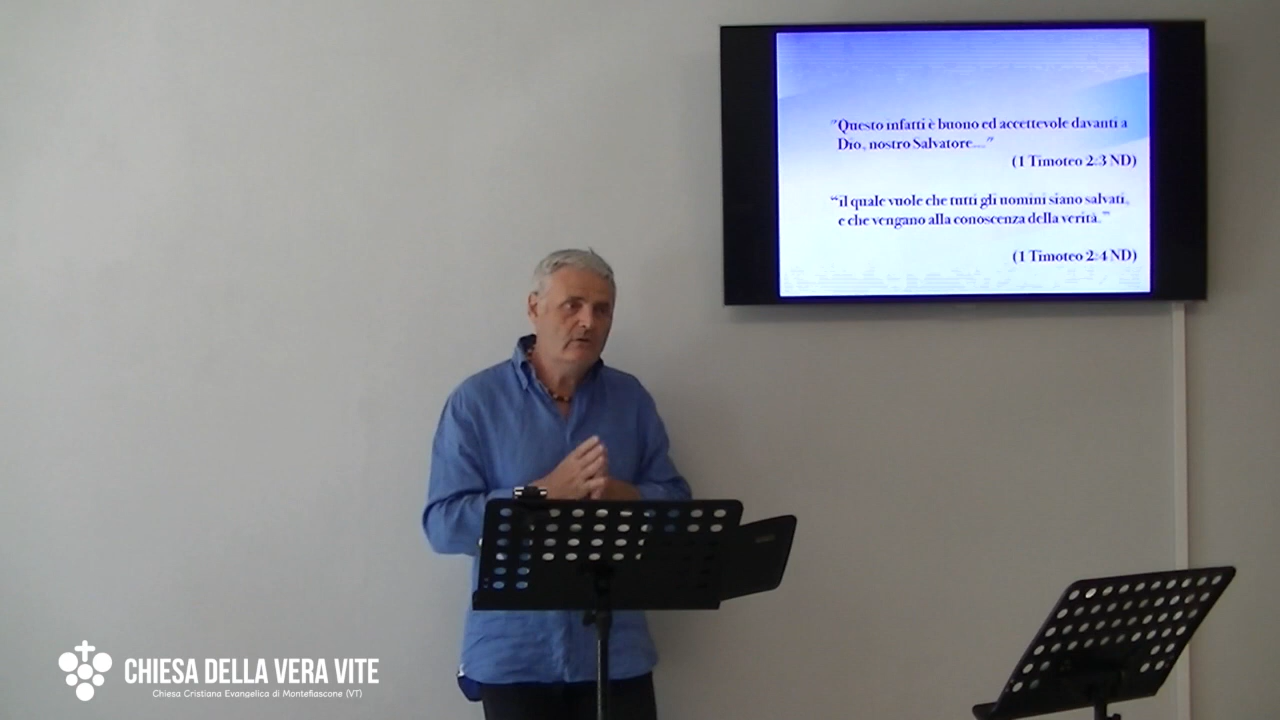 "Questo infatti è buono ed accettevole davanti a
Dio, nostro Salvatore...."
(1 Timoteo 2:3 ND)
“il quale vuole che tutti gli uomini siano salvati,
e che vengano alla conoscenza della verità.”
(1 Timoteo 2:4 ND)
CHIESA DELLA VERA VITE
Chiesa Cristiana Evangelica di Montefiascone (VT)